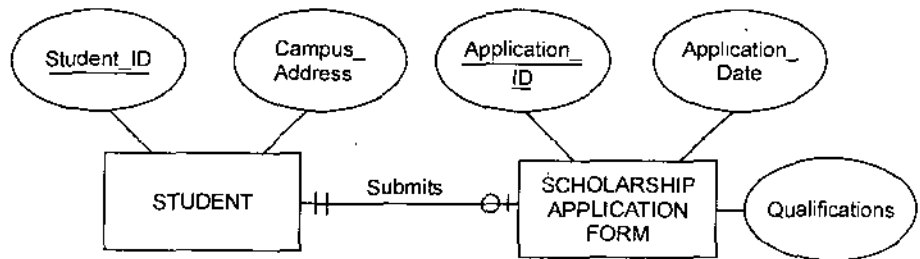 Student_ID
Campus_
Address
Application_
ID
Application_
Date
STUDENT
Submits
SCHOLARSHIP
APPLICATION
FORM
Qualifications